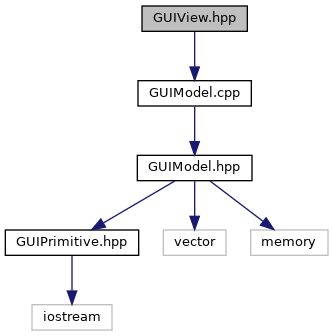 GUIView.hpp
GUIModel.cpp
GUIModel.hpp
GUIPrimitive.hpp
vector
memory
iostream